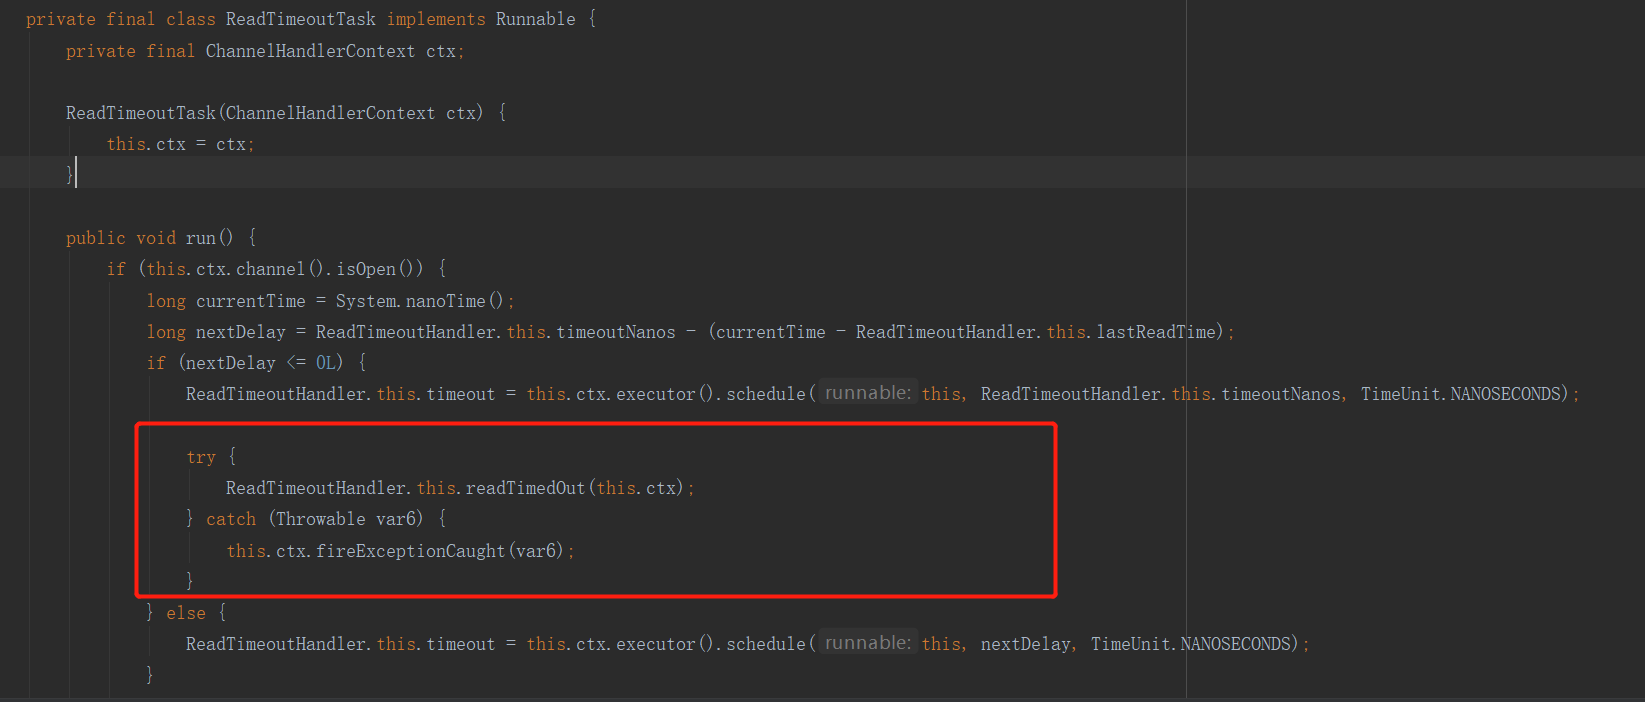 private final class ReadTimeoutTask implements Runnable {
private final ChannelHandlerContext ctx;
ReadTimeoutTask(ChannelHandlerContext ctx) {
this.ctx = ctx;
}
public void run() {
if (this.ctx.channel().isOpen()) {
long currentTime = System.nanoTime();
long nextDelay = ReadTimeoutHandler.this.timeoutNanos - (currentTime - ReadTimeoutHandler.this.lastReadTime);
if (nextDelay <= 0L) {
ReadTimeoutHandler.this.timeout = this.ctx.executor().schedule( runnable: this, ReadTimeoutHandler.this.timeoutNanos, TimeUnit.NANOSECONDS);
try {
ReadTimeoutHandler.this.readTimedOut(this.ctx);
} catch (Throwable var6) {
this.ctx.fireExceptionCaught(var6);
}
} else {
ReadTimeoutHandler.this.timeout = this.ctx.executor().schedule( runnable: this, nextDelay, TimeUnit.NANOSECONDS);
}